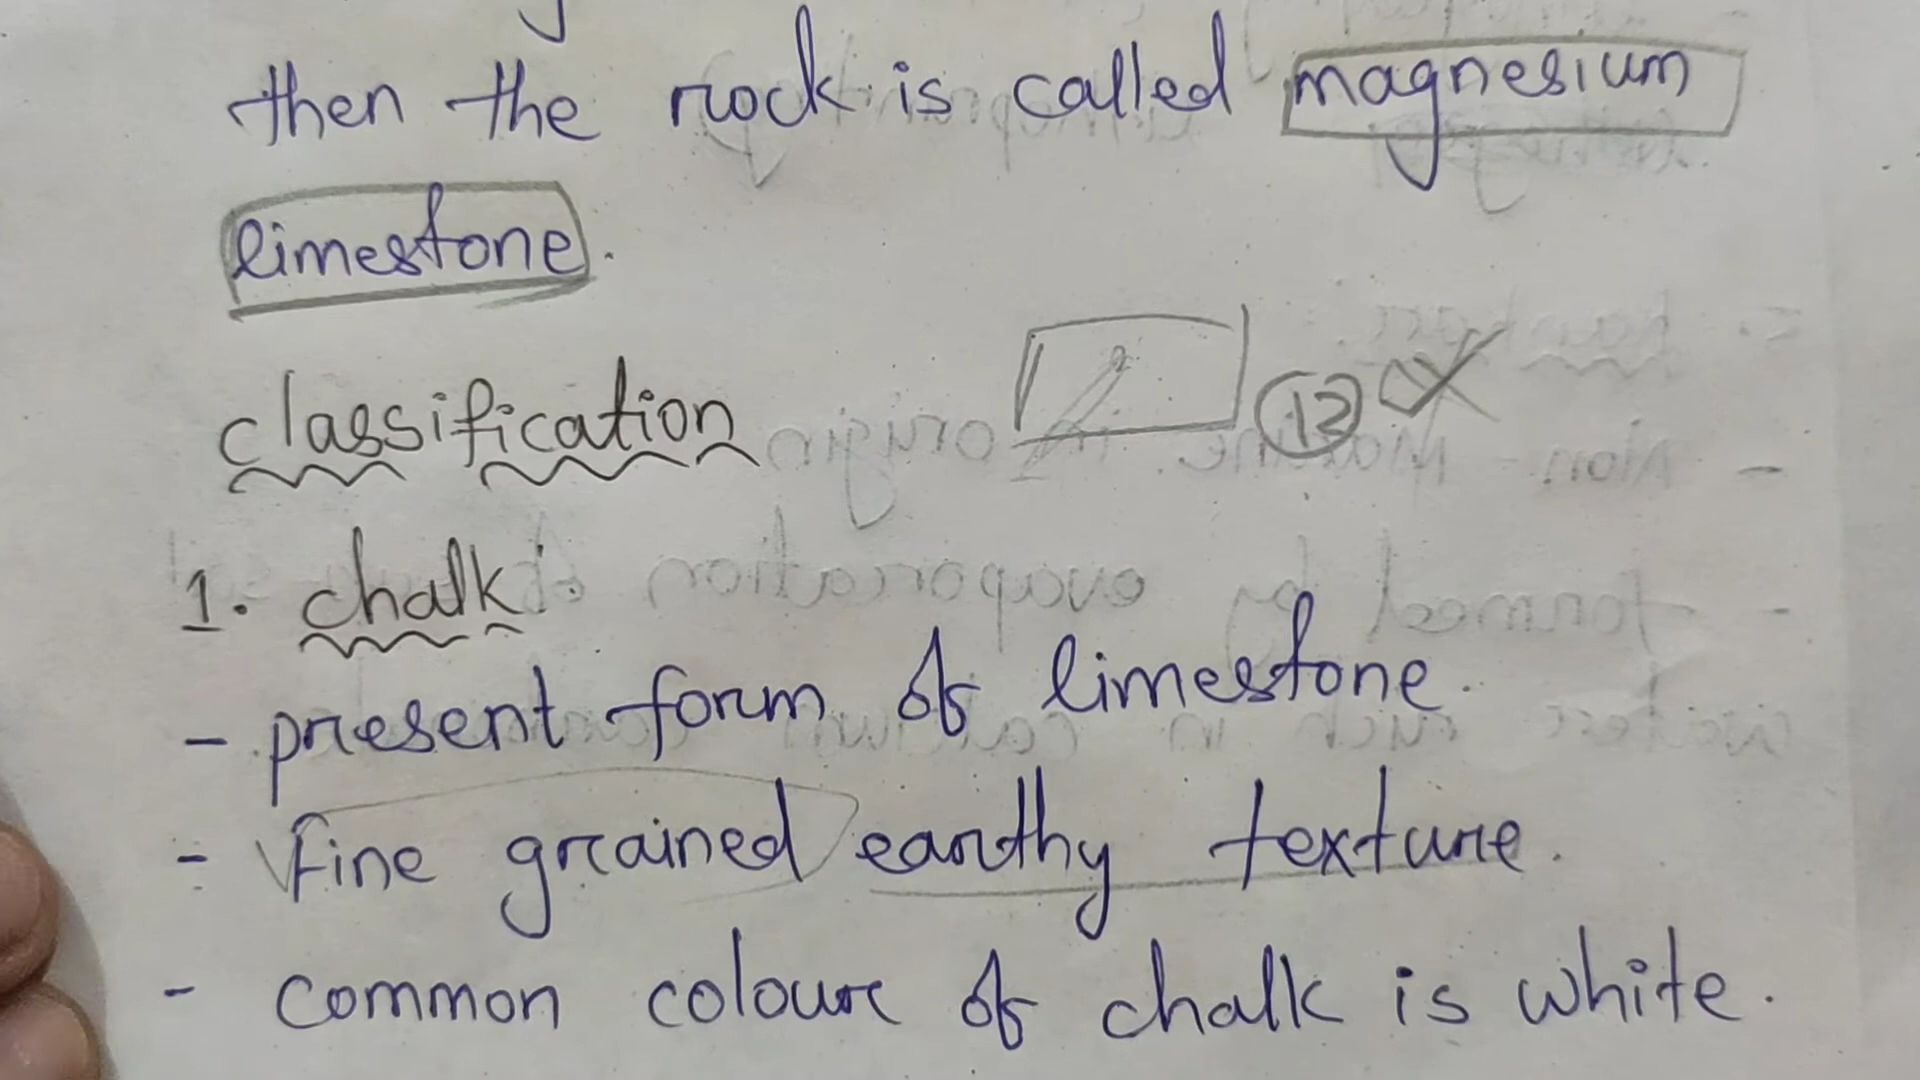 then the rock is called magnesium
limestone.
classification
12
1. chalk:
- present form of limestone.
- Fine grained earthy texture.
- common colour of chalk is white.